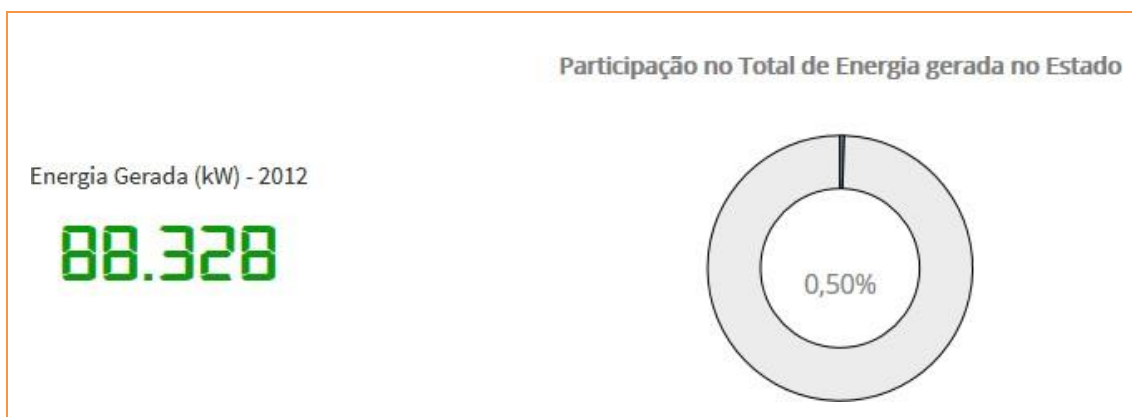 Participação no Total de Energia gerada no Estado
Energia Gerada (kW) - 2012
88.328
0,50%